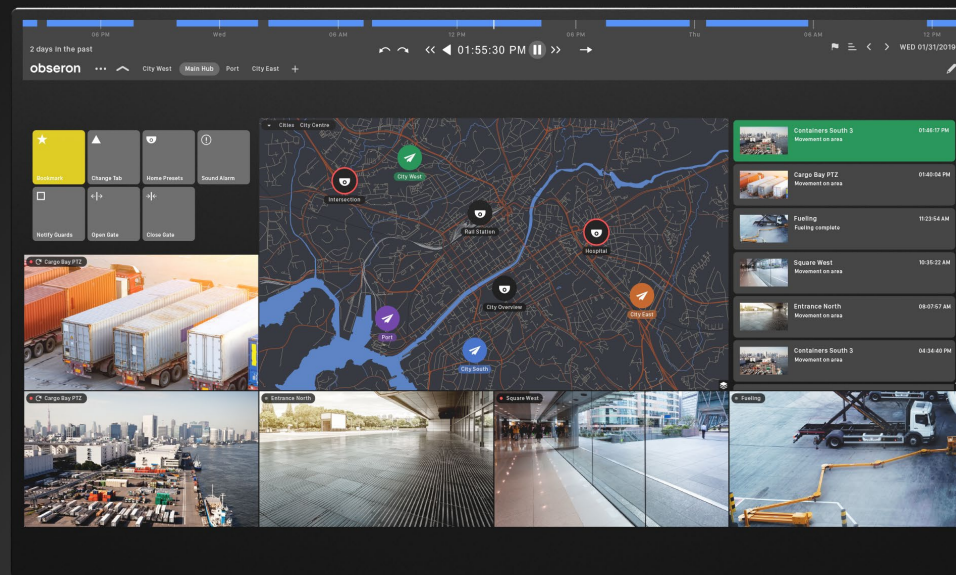 06 PM
Wed
06 AM
12 PM
06 PM
Thu
06 AM
12 PM
2 days in the past
01:55:30 PM
WED 01/31/2019
obseron
City West
Main Hub
Port
City East
Bookmark
Change Tab
Home Presets
Sound Alarm
Notify Guards
Open Gate
Close Gate
Cities City Centre
City West
Intersection
Rail Station
Hospital
City Overview
City East
Port
City South
Containers South 3
01:46:17 PM
Movement on area
Cargo Bay PTZ
01:40:04 PM
Movement on area
Fueling
11:23:54 AM
Fueling complete
Square West
10:35:22 AM
Movement on area
Entrance North
08:07:57 AM
Movement on area
Containers South 3
04:34:40 PM
Movement on area
Cargo Bay PTZ
Cargo Bay PTZ
Entrance North
Square West
Fueling